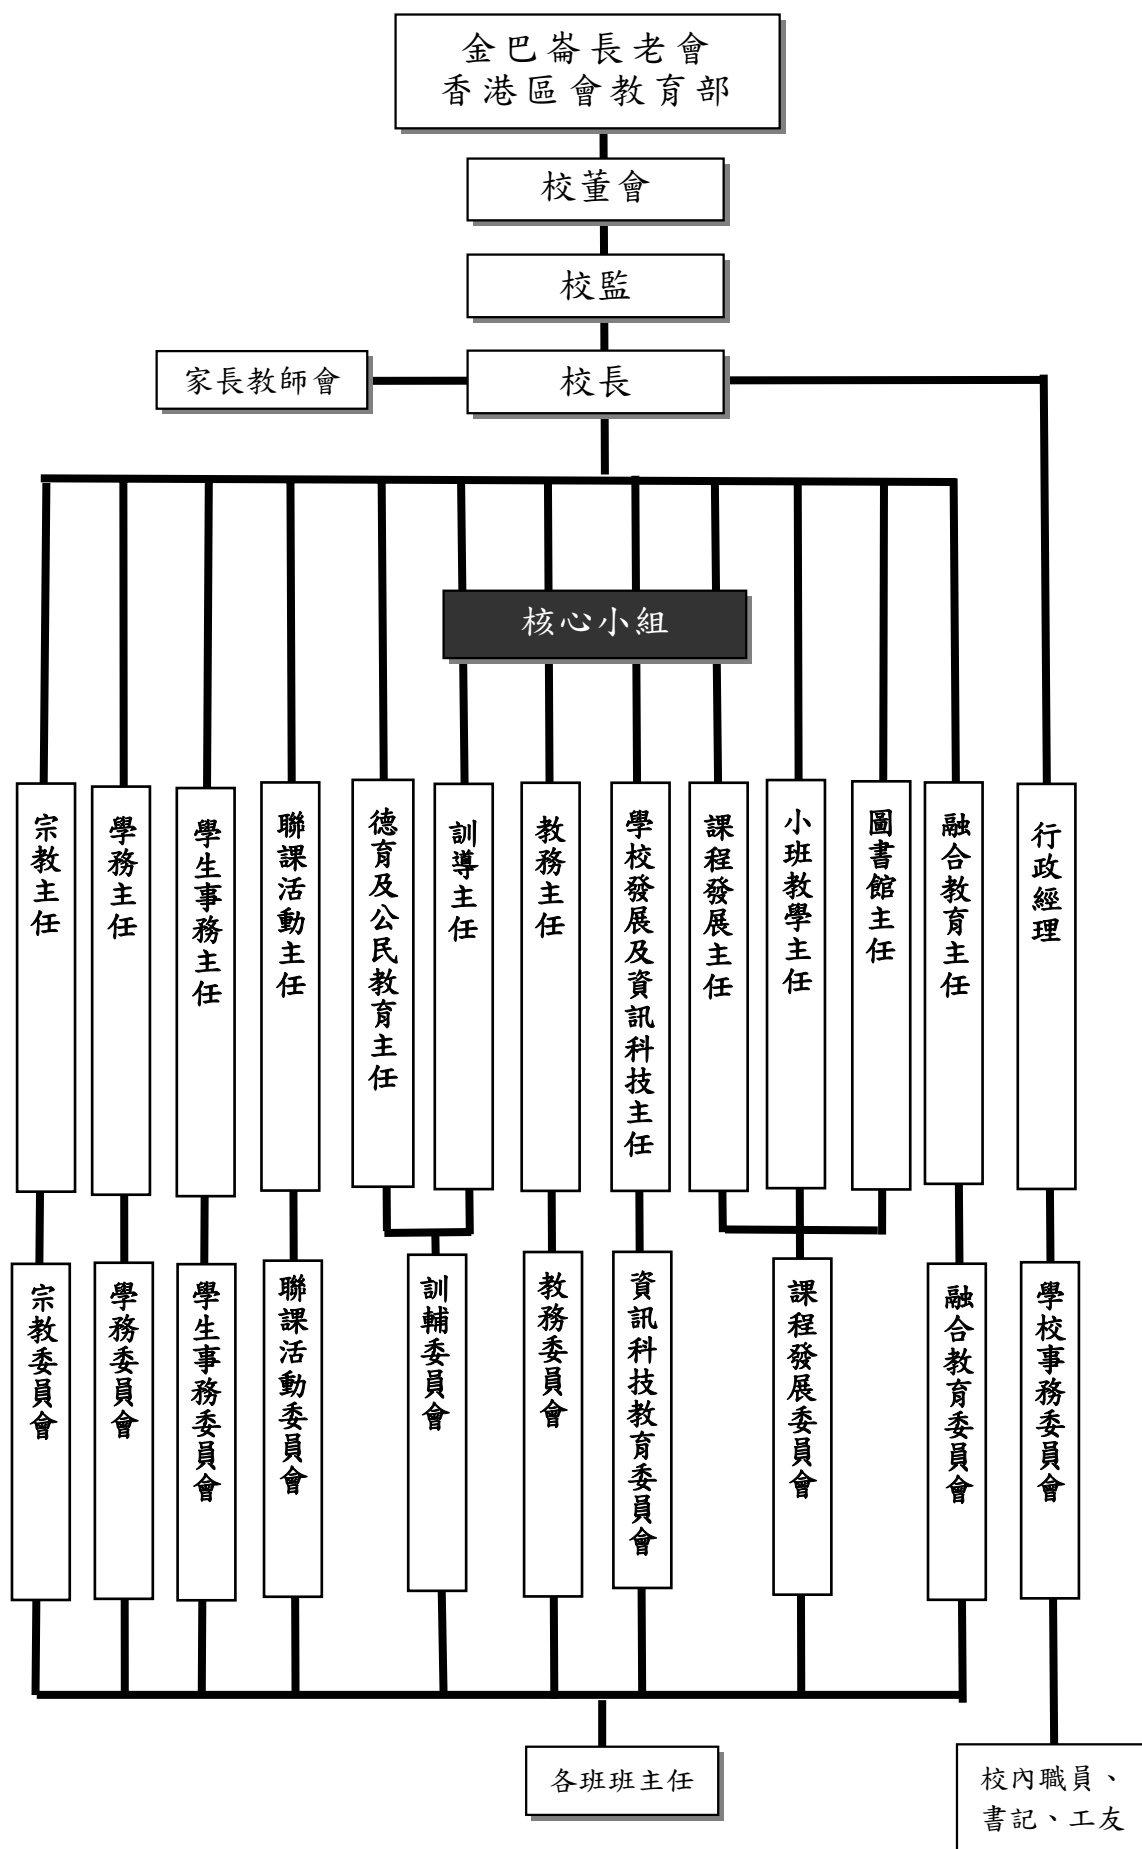 金巴崙長老會
香港區會教育部
校董會
校監
家長教師會
校長
核心小組
宗教主任
學務主任
學生事務主任
聯課活動主任
德育及公民教育主任
訓導主任
教務主任
學校發展及資訊科技主任
課程發展主任
小班教學主任
圖書館主任
融合教育主任
行政經理
宗教委員會
學務委員會
學生事務委員會
聯課活動委員會
訓輔委員會
教務委員會
資訊科技教育委員會
課程發展委員會
融合教育委員會
學校事務委員會
各班班主任
校內職員、
書記、工友